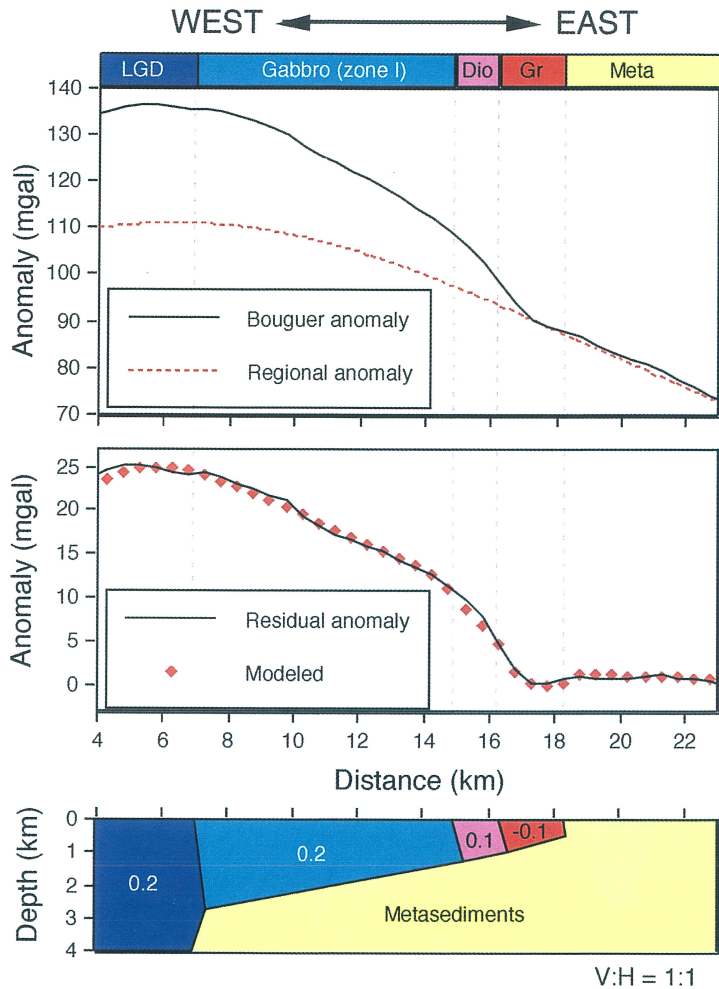 WEST EAST
LGD Gabbro (zone I) Dio Gr Meta
140
130
120
110
100
90
80
70
Anomaly (mgal)
Bouguer anomaly
Regional anomaly
25
20
15
10
5
0
Anomaly (mgal)
Residual anomaly
Modeled
4 6 8 10 12 14 16 18 20 22
Distance (km)
0
1
2
3
4
Depth (km)
0.2
0.2
0.1
-0.1
Metasediments
V:H = 1:1